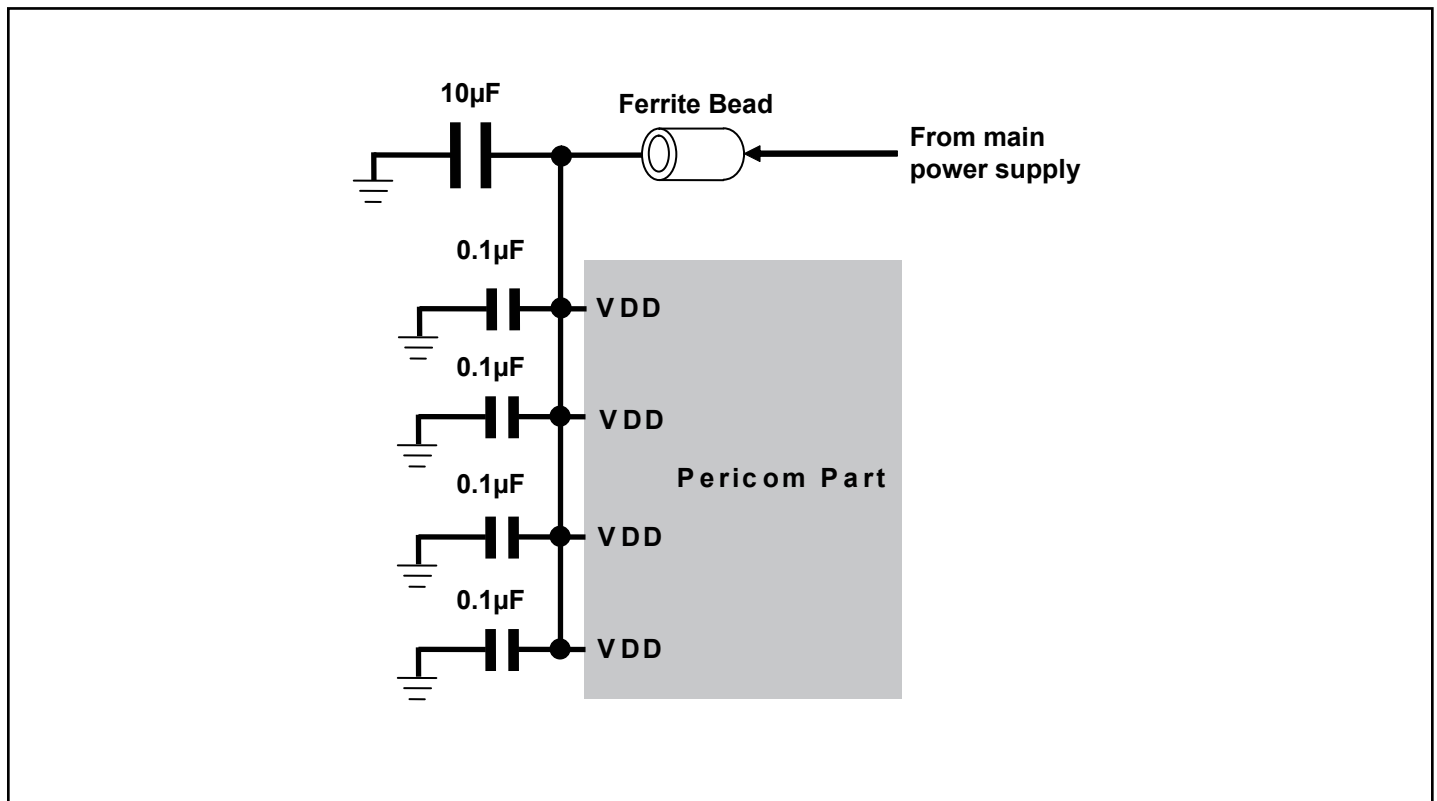 10µF
Ferrite Bead
From main
power supply
0.1µF
VDD
0.1µF
VDD
Pericom Part
0.1µF
VDD
0.1µF
VDD